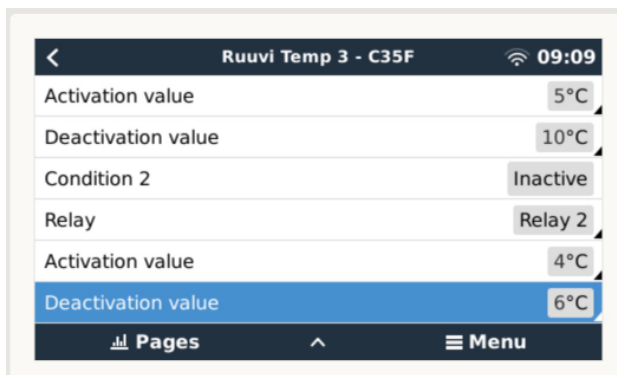 Ruuvi Temp 3 - C35F 09:09
Activation value 5°C
Deactivation value 10°C
Condition 2 Inactive
Relay Relay 2
Activation value 4°C
Deactivation value 6°C
Pages Menu